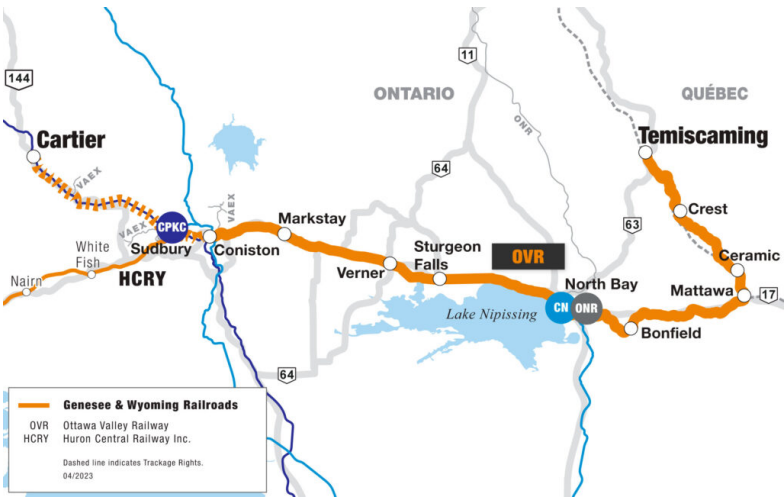 11
144
ONTARIO
QUÉBEC
Cartier
ONR
Temiscaming
VAEX
64
CPKC
VAEX
Markstay
Crest
63
VAEX
Sudbury
Coniston
White
Fish
Sturgeon
Falls
OVR
Verner
Ceramic
Nairn
HCRY
North Bay
Mattawa
17
CN
ONR
Lake Nipissing
Bonfield
64
Genesee & Wyoming Railroads
OVR Ottawa Valley Railway
HCRY Huron Central Railway Inc.
Dashed line indicates Trackage Rights.
04/2023